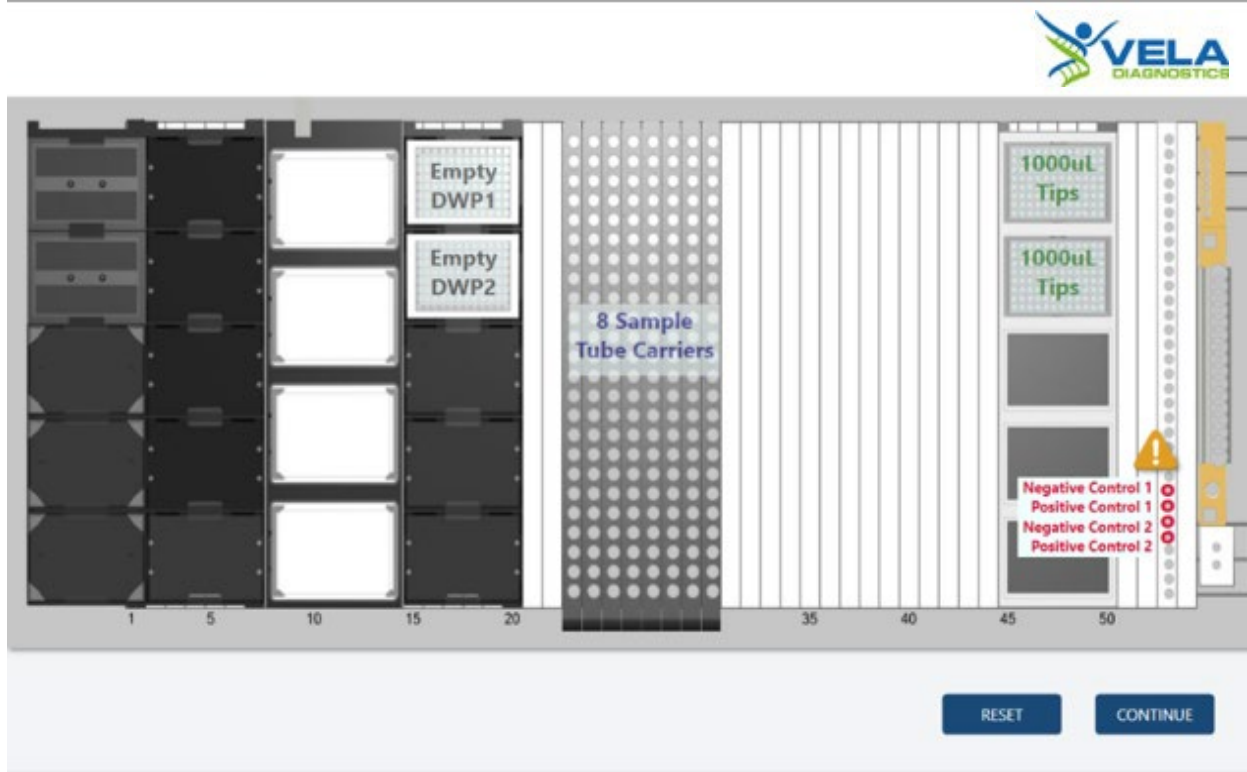 VELA
DIAGNOSTICS
Empty
DWP1
1000uL
Tips
Empty
DWP2
1000uL
Tips
8 Sample
Tube Carriers
Negative Control 1
Positive Control 1
Negative Control 2
Positive Control 2
1 5 10 15 20 35 40 45 50
RESET CONTINUE